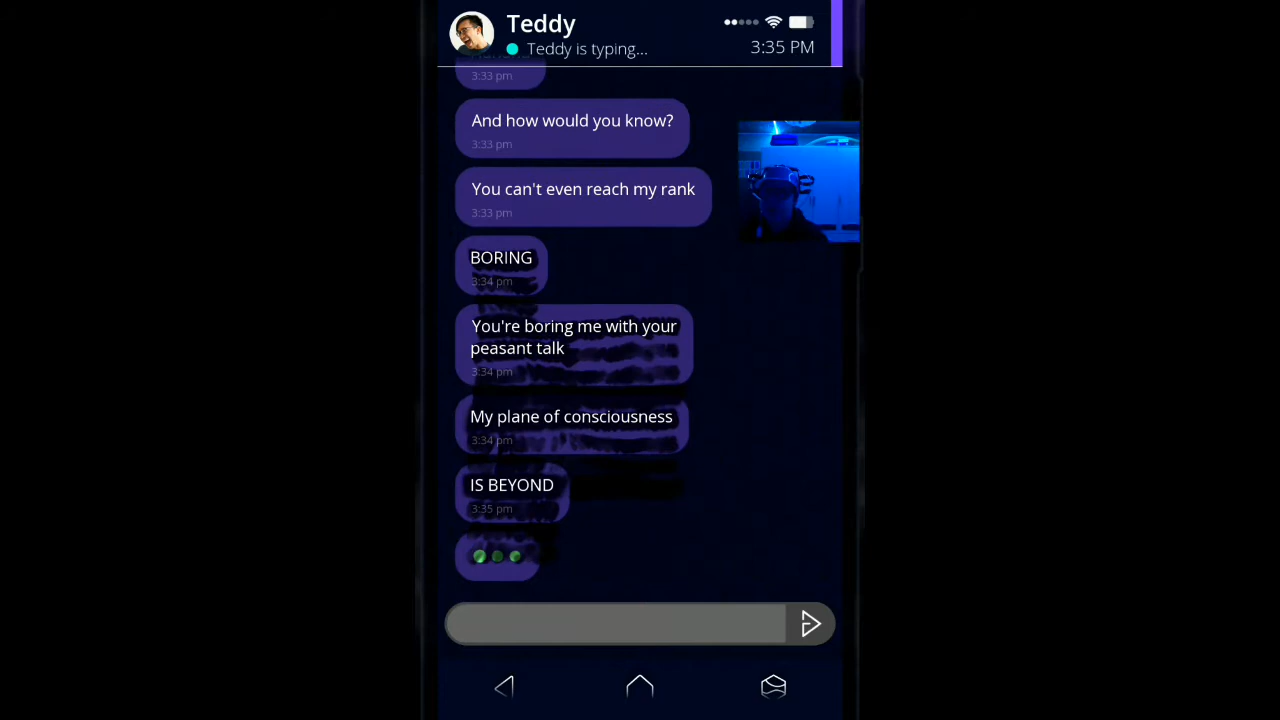 Teddy
Teddy is typing...
3:35 PM
3:33 pm
And how would you know?
3:33 pm
You can't even reach my rank
3:33 pm
BORING
3:34 pm
You're boring me with your
peasant talk
3:34 pm
My plane of consciousness
3:34 pm
IS BEYOND
3:35 pm